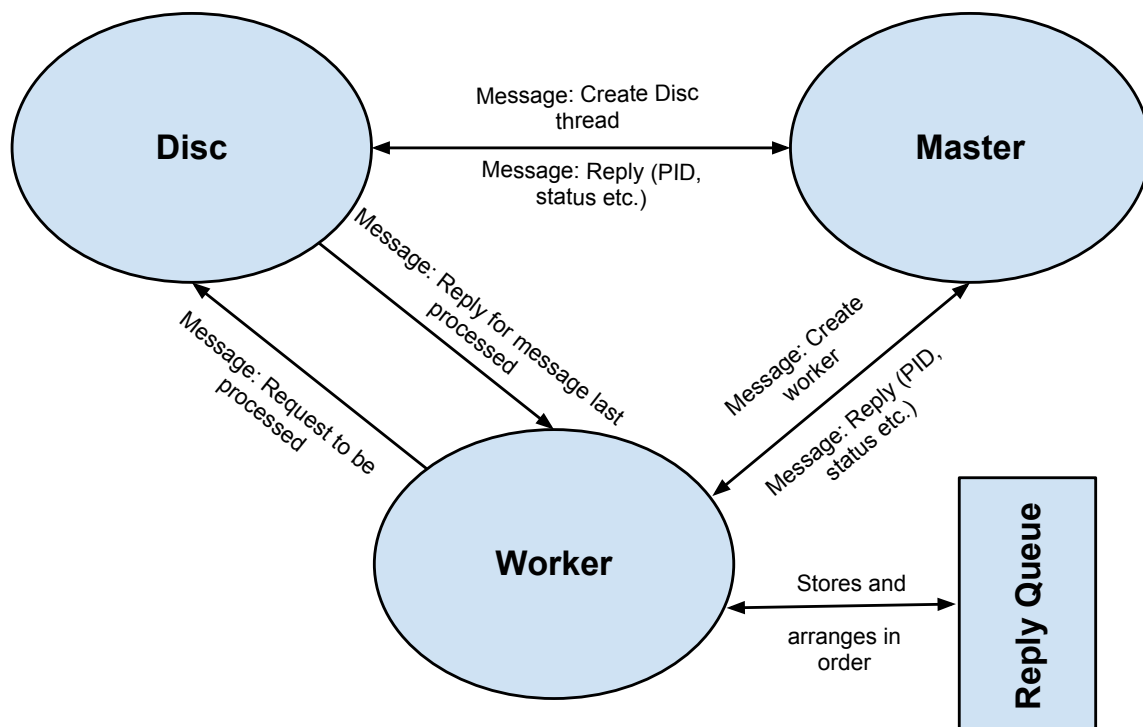 Message: Create Disc
thread
Disc
Master
Message: Reply (PID,
status etc.)
Message: Reply for message last
processed
Message: Request to be
processed
Message: Create
worker
Message: Reply (PID,
status etc.)
Worker
Stores and
arranges in
order
Reply Queue